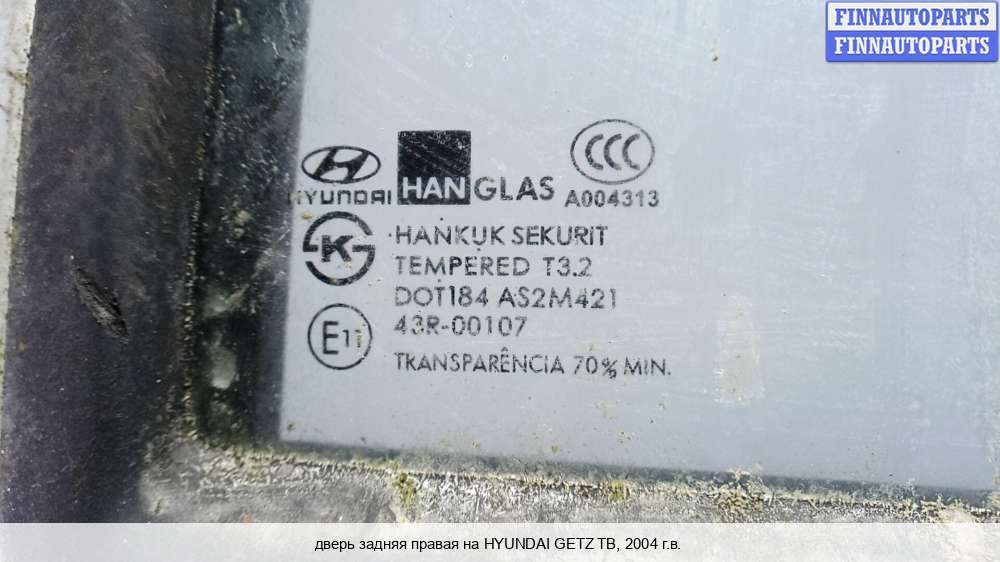 FINNAUTOPARTS
FINNAUTOPARTS
HYUNDAI HANGLAS CCC A004313
K HANKUK SEKURIT
TEMPERED T3.2
DOT184 AS2M421
E11 43R-00107
TRANSPARÊNCIA 70% MIN.
дверь задняя правая на HYUNDAI GETZ TB, 2004 г.в.